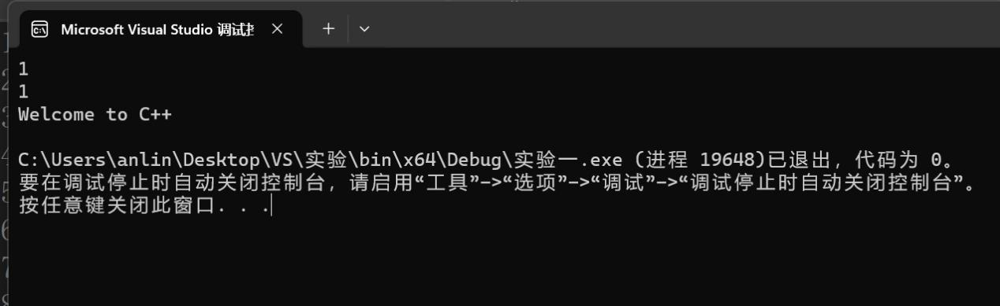 Microsoft Visual Studio 调试
1
1
Welcome to C++
C:\Users\anlin\Desktop\VS\实验\bin\x64\Debug\实验一.exe (进程 19648)已退出，代码为 0。
要在调试停止时自动关闭控制台，请启用“工具”->“选项”->“调试”->“调试停止时自动关闭控制台”。
按任意键关闭此窗口. . .